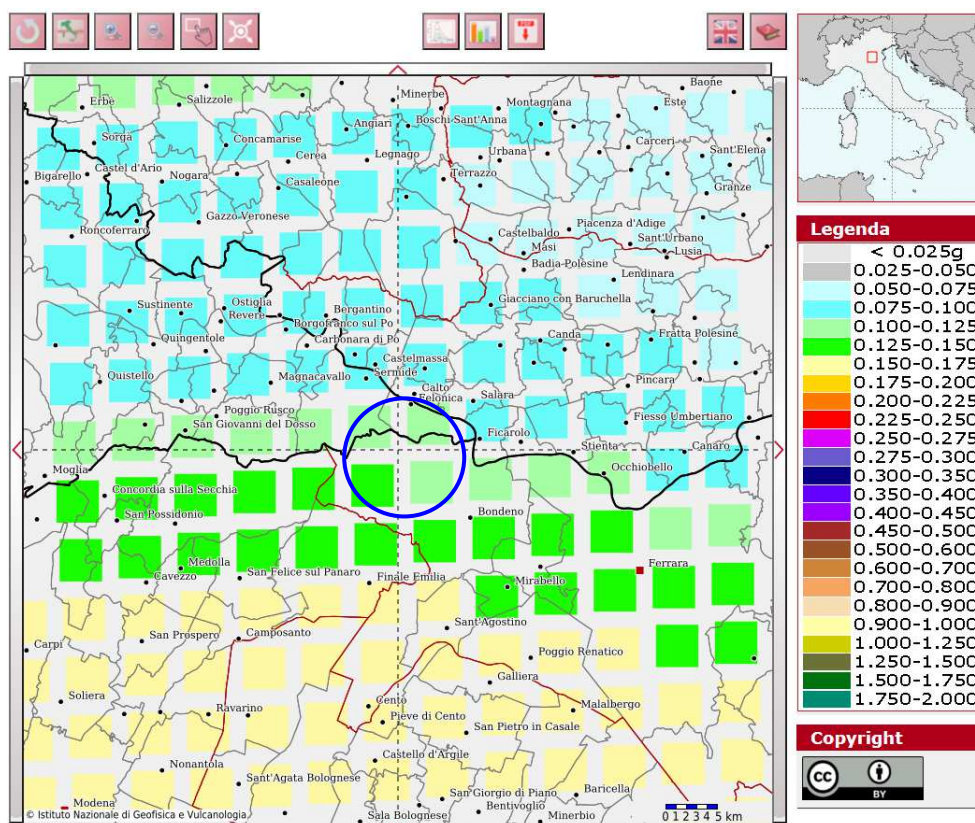 Baone
Minerbe
Erbè
Salizzole
Montagnana
Este
Angiari
Boschi Sant'Anna
Sorgà
Concamarise
Carceri
Sant'Elena
Cerea
Legnago
Urbana
Castel d'Ario
Bigarello
Nogara
Casaleone
Terrazzo
Granze
Gazzo Veronese
Piacenza d'Adige
Roncoferraro
Castelbaldo
Sant'Urbano
Masi
Lusia
Badia Polesine
Lendinara
Sustinente
Ostiglia
Giacciano con Baruchella
Revere
Bergantino
Borgofranco sul Po
Quingentole
Carbonara di Po
Canda
Fratta Polesine
Castelmassa
Sermide
Quistello
Magnacavallo
Calto
Pincara
Felonica
Salara
Poggio Rusco
San Giovanni del Dosso
Fiesso Umbertiano
Ficarolo
Stienta
Canaro
Moglia
Occhiobello
Concordia sulla Secchia
San Possidonio
Bondeno
Medolla
Cavezzo
San Felice sul Panaro
Finale Emilia
Mirabello
Ferrara
Sant'Agostino
San Prospero
Camposanto
Carpi
Poggio Renatico
Galliera
Soliera
Ravarino
Cento
Malalbergo
Pieve di Cento
San Pietro in Casale
Castello d'Argile
Nonantola
Sant'Agata Bolognese
Baricella
San Giorgio di Piano
Modena
Bentivoglio
© Istituto Nazionale di Geofisica e Vulcanologia
Sala Bolognese
Minerbio
0 1 2 3 4 5 km
PDF
Legenda
< 0.025g
0.025-0.050
0.050-0.075
0.075-0.100
0.100-0.125
0.125-0.150
0.150-0.175
0.175-0.200
0.200-0.225
0.225-0.250
0.250-0.275
0.275-0.300
0.300-0.350
0.350-0.400
0.400-0.450
0.450-0.500
0.500-0.600
0.600-0.700
0.700-0.800
0.800-0.900
0.900-1.000
1.000-1.250
1.250-1.500
1.500-1.750
1.750-2.000
Copyright
cc
BY